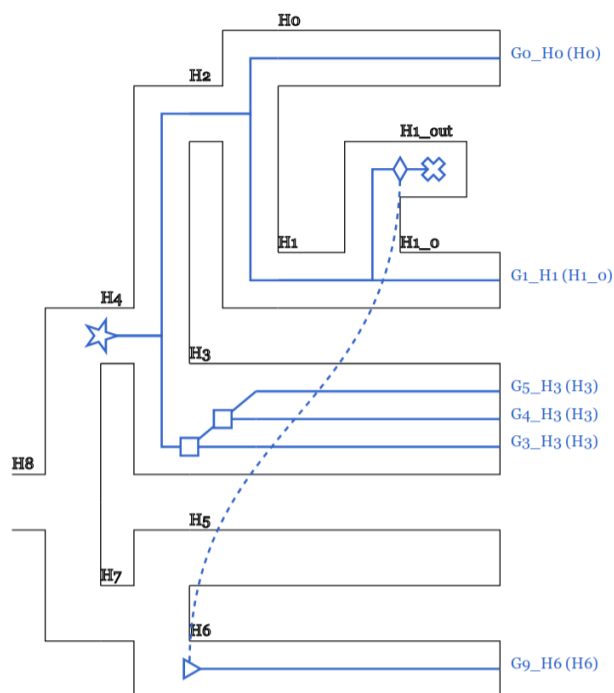 H0
G0_H0 (H0)
H2
H1_out
H1
H1_0
G1_H1 (H1_0)
H4
H3
G5_H3 (H3)
G4_H3 (H3)
G3_H3 (H3)
H8
H5
H7
H6
G9_H6 (H6)